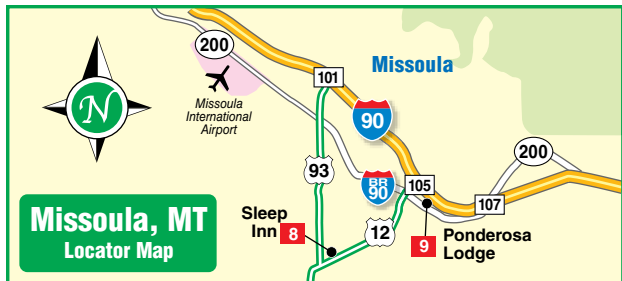 200
101
Missoula
Missoula
International
Airport
N
90
93
BR
90
105
200
107
Missoula, MT
Locator Map
Sleep
Inn
8
12
9
Ponderosa
Lodge